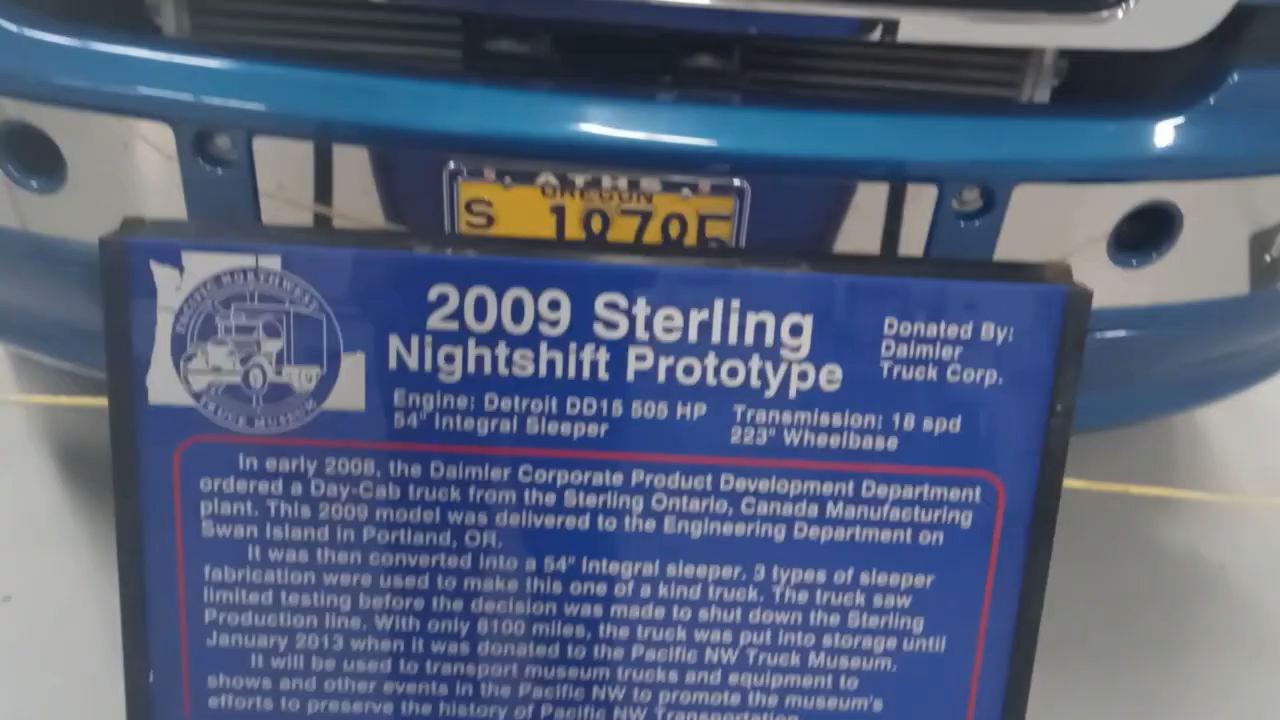 OREGON
S 18785
PACIFIC NORTHWEST
TRUCK MUSEUM
2009 Sterling
Nightshift Prototype
Donated By:
Daimler
Truck Corp.
Engine: Detroit DD15 505 HP
54" Integral Sleeper
Transmission: 18 spd
223" Wheelbase
In early 2008, the Daimler Corporate Product Development Department
ordered a Day-Cab truck from the Sterling Ontario, Canada Manufacturing
plant. This 2009 model was delivered to the Engineering Department on
Swan Island in Portland, OR.
It was then converted into a 54" Integral sleeper. 3 types of sleeper
fabrication were used to make this one of a kind truck. The truck saw
limited testing before the decision was made to shut down the Sterling
Production line. With only 6100 miles, the truck was put into storage until
January 2013 when it was donated to the Pacific NW Truck Museum.
It will be used to transport museum trucks and equipment to
shows and other events in the Pacific NW to promote the museum's
efforts to preserve the history of Pacific NW Transportation.